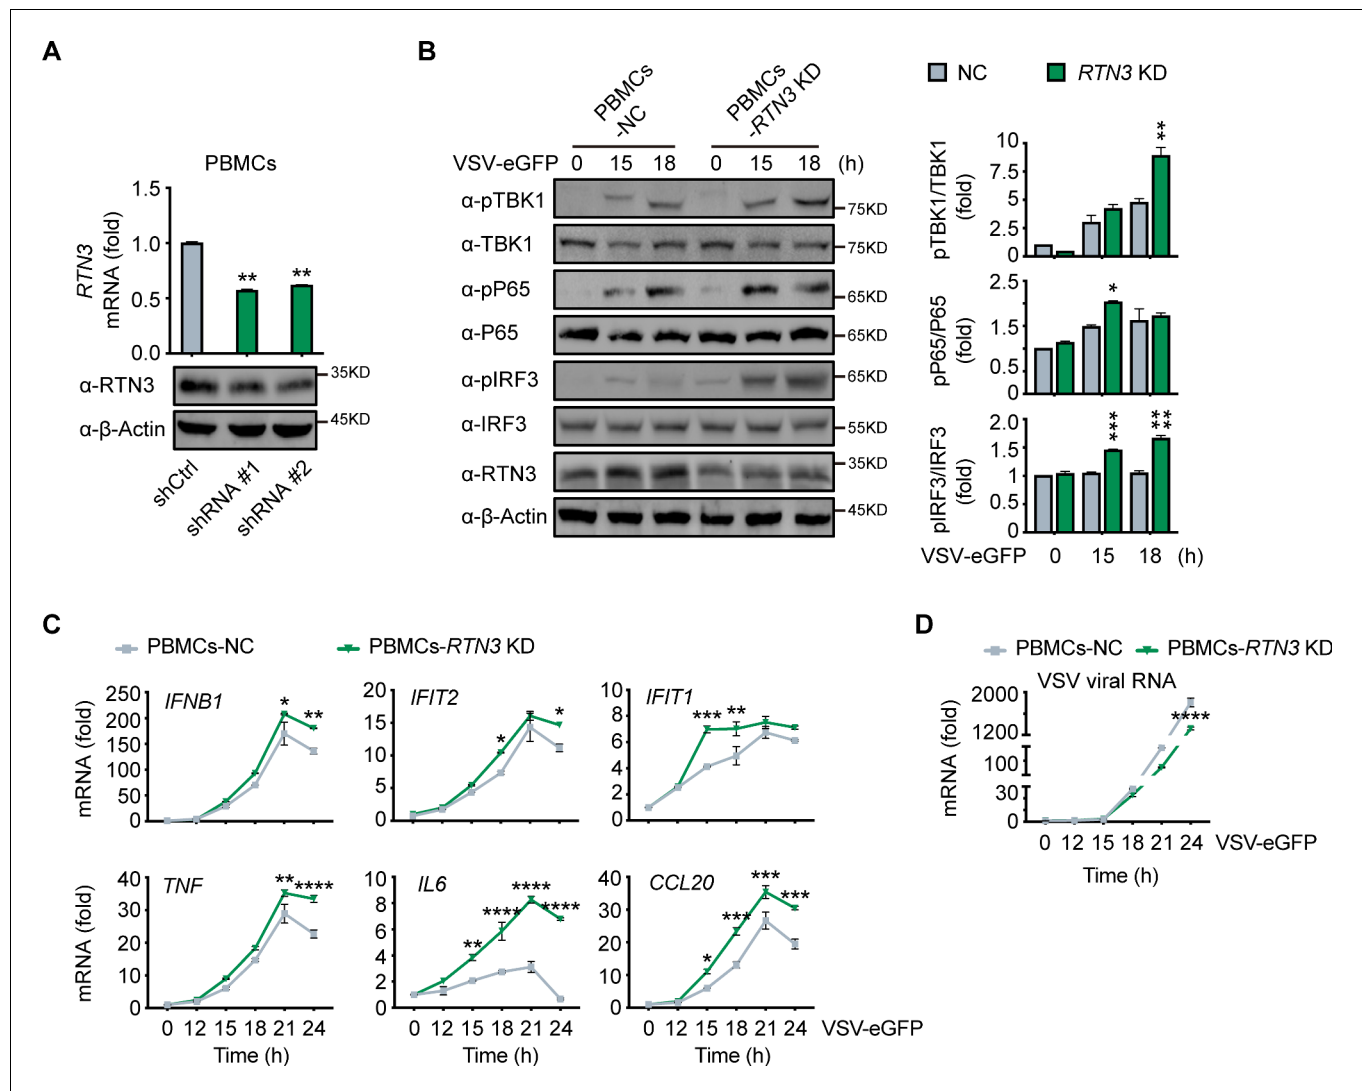 A
PBMCs
RTN3
mRNA (fold)
1.5
1.0
0.5
0.0
**
**
α-RTN3
35KD
α-β-Actin
45KD
shCtrl
shRNA #1
shRNA #2
B
PBMCs
-NC
PBMCs
-RTN3 KD
VSV-eGFP 0 15 18 0 15 18 (h)
α-pTBK1
75KD
α-TBK1
75KD
α-pP65
65KD
α-P65
65KD
α-pIRF3
65KD
α-IRF3
55KD
α-RTN3
35KD
α-β-Actin
45KD
NC
RTN3 KD
pTBK1/TBK1
(fold)
10
7.5
5
2.5
0
**
pP65/P65
(fold)
2.5
1.5
0.5
0
*
pIRF3/IRF3
(fold)
2.0
1.5
1
0.5
0
***
****
VSV-eGFP 0 15 18 (h)
C
PBMCs-NC
PBMCs-RTN3 KD
mRNA (fold)
250
200
150
100
50
0
IFNB1
*
**
20
15
10
5
0
IFIT2
*
*
8
6
4
2
0
IFIT1
***
**
mRNA (fold)
40
30
20
10
0
TNF
**
****
10
8
6
4
2
0
IL6
**
****
****
****
40
30
20
10
0
CCL20
*
***
***
***
0 12 15 18 21 24
Time (h)
0 12 15 18 21 24
Time (h)
0 12 15 18 21 24
Time (h)
VSV-eGFP
D
PBMCs-NC
PBMCs-RTN3 KD
VSV viral RNA
mRNA (fold)
2000
1200
100
30
0
****
0 12 15 18 21 24 VSV-eGFP
Time (h)